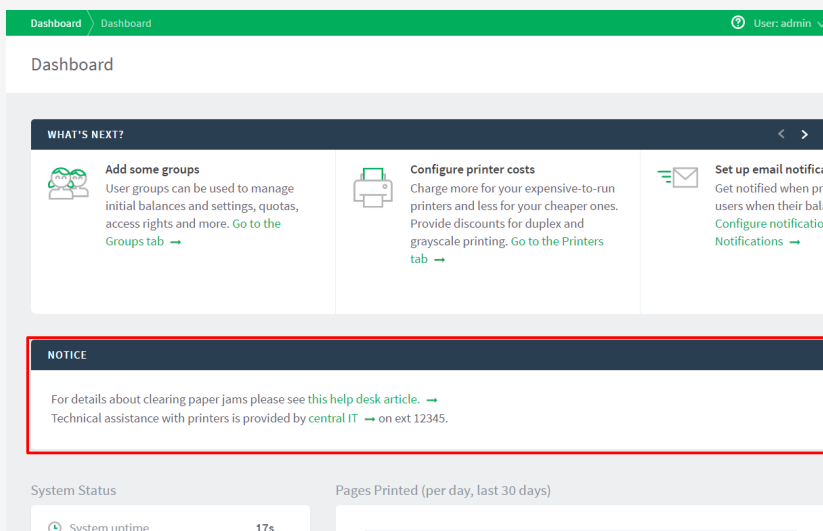 Dashboard Dashboard User: admin
Dashboard
WHAT'S NEXT?
Add some groups
User groups can be used to manage
initial balances and settings, quotas,
access rights and more. Go to the
Groups tab →
Configure printer costs
Charge more for your expensive-to-run
printers and less for your cheaper ones.
Provide discounts for duplex and
grayscale printing. Go to the Printers
tab →
Set up email notifica
Get notified when pr
users when their bal
Configure notificatio
Notifications →
NOTICE
For details about clearing paper jams please see this help desk article. →
Technical assistance with printers is provided by central IT → on ext 12345.
System Status
Pages Printed (per day, last 30 days)
System uptime 17s